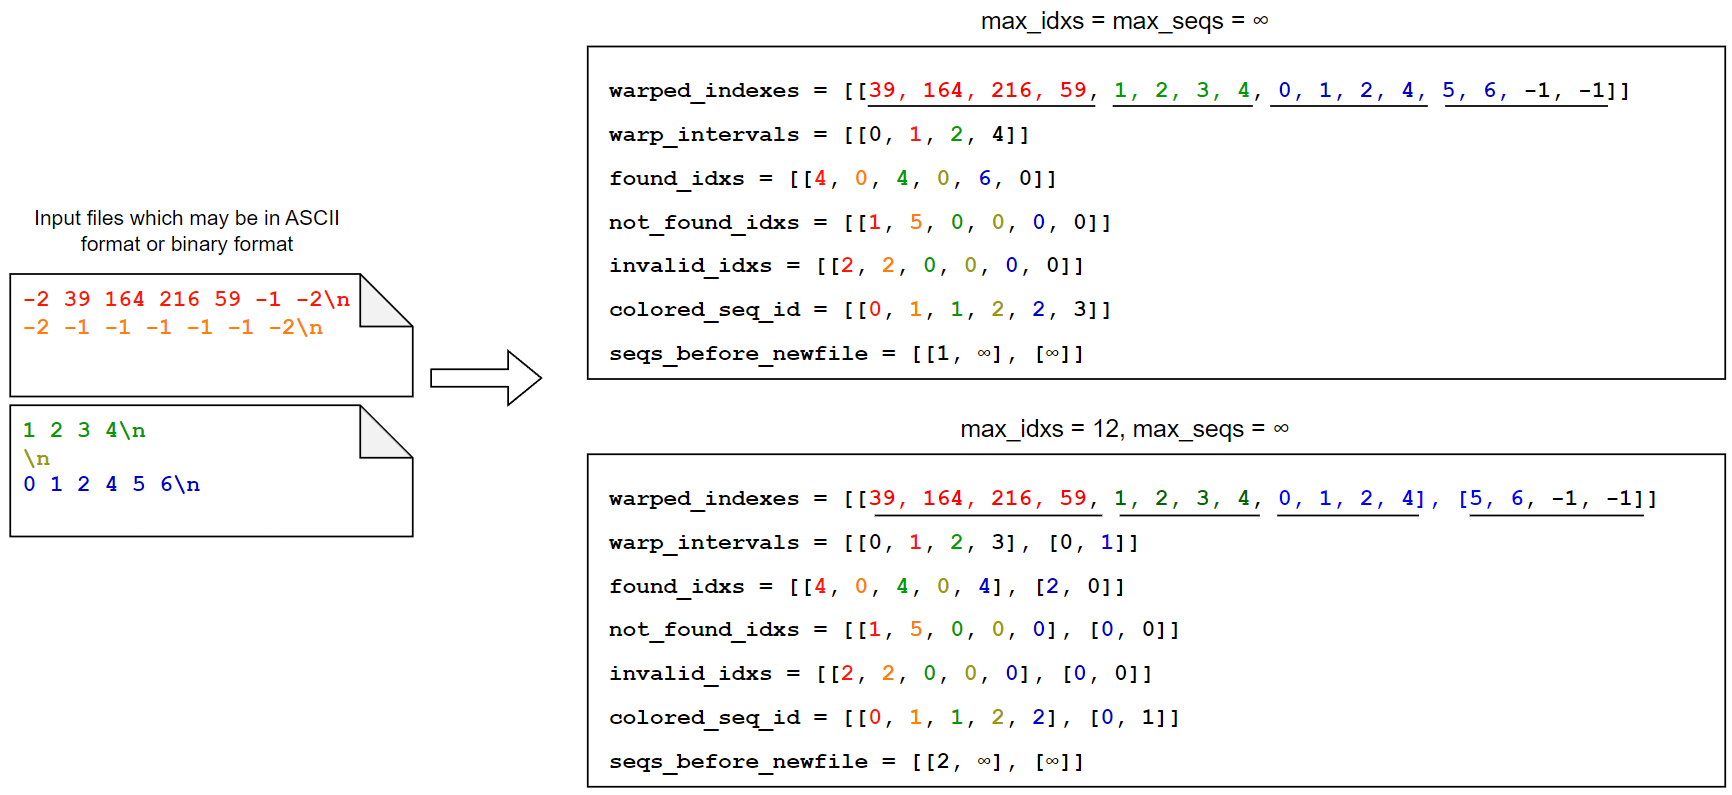 Input files which may be in ASCII
format or binary format
-2 39 164 216 59 -1 -2\n
-2 -1 -1 -1 -1 -1 -2\n
1 2 3 4\n
\n
0 1 2 4 5 6\n
max_idxs = max_seqs = ∞
warped_indexes = [[39, 164, 216, 59, 1, 2, 3, 4, 0, 1, 2, 4, 5, 6, -1, -1]]
warp_intervals = [[0, 1, 2, 4]]
found_idxs = [[4, 0, 4, 0, 6, 0]]
not_found_idxs = [[1, 5, 0, 0, 0, 0]]
invalid_idxs = [[2, 2, 0, 0, 0, 0]]
colored_seq_id = [[0, 1, 1, 2, 2, 3]]
seqs_before_newfile = [[1, ∞], [∞]]
max_idxs = 12, max_seqs = ∞
warped_indexes = [[39, 164, 216, 59, 1, 2, 3, 4, 0, 1, 2, 4], [5, 6, -1, -1]]
warp_intervals = [[0, 1, 2, 3], [0, 1]]
found_idxs = [[4, 0, 4, 0, 4], [2, 0]]
not_found_idxs = [[1, 5, 0, 0, 0], [0, 0]]
invalid_idxs = [[2, 2, 0, 0, 0], [0, 0]]
colored_seq_id = [[0, 1, 1, 2, 2], [0, 1]]
seqs_before_newfile = [[2, ∞], [∞]]